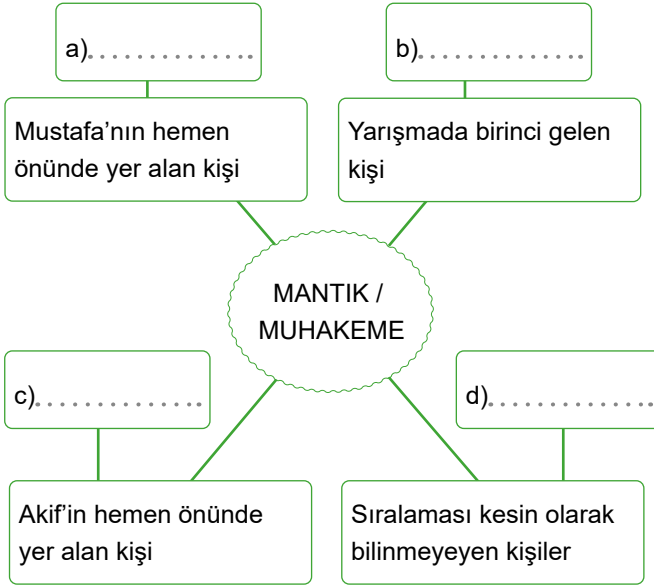 a)..............
b)..............
Mustafa’nın hemen
önünde yer alan kişi
Yarışmada birinci gelen
kişi
MANTIK /
MUHAKEME
c)..............
d)..............
Akif’in hemen önünde
yer alan kişi
Sıralaması kesin olarak
bilinmeyeyen kişiler